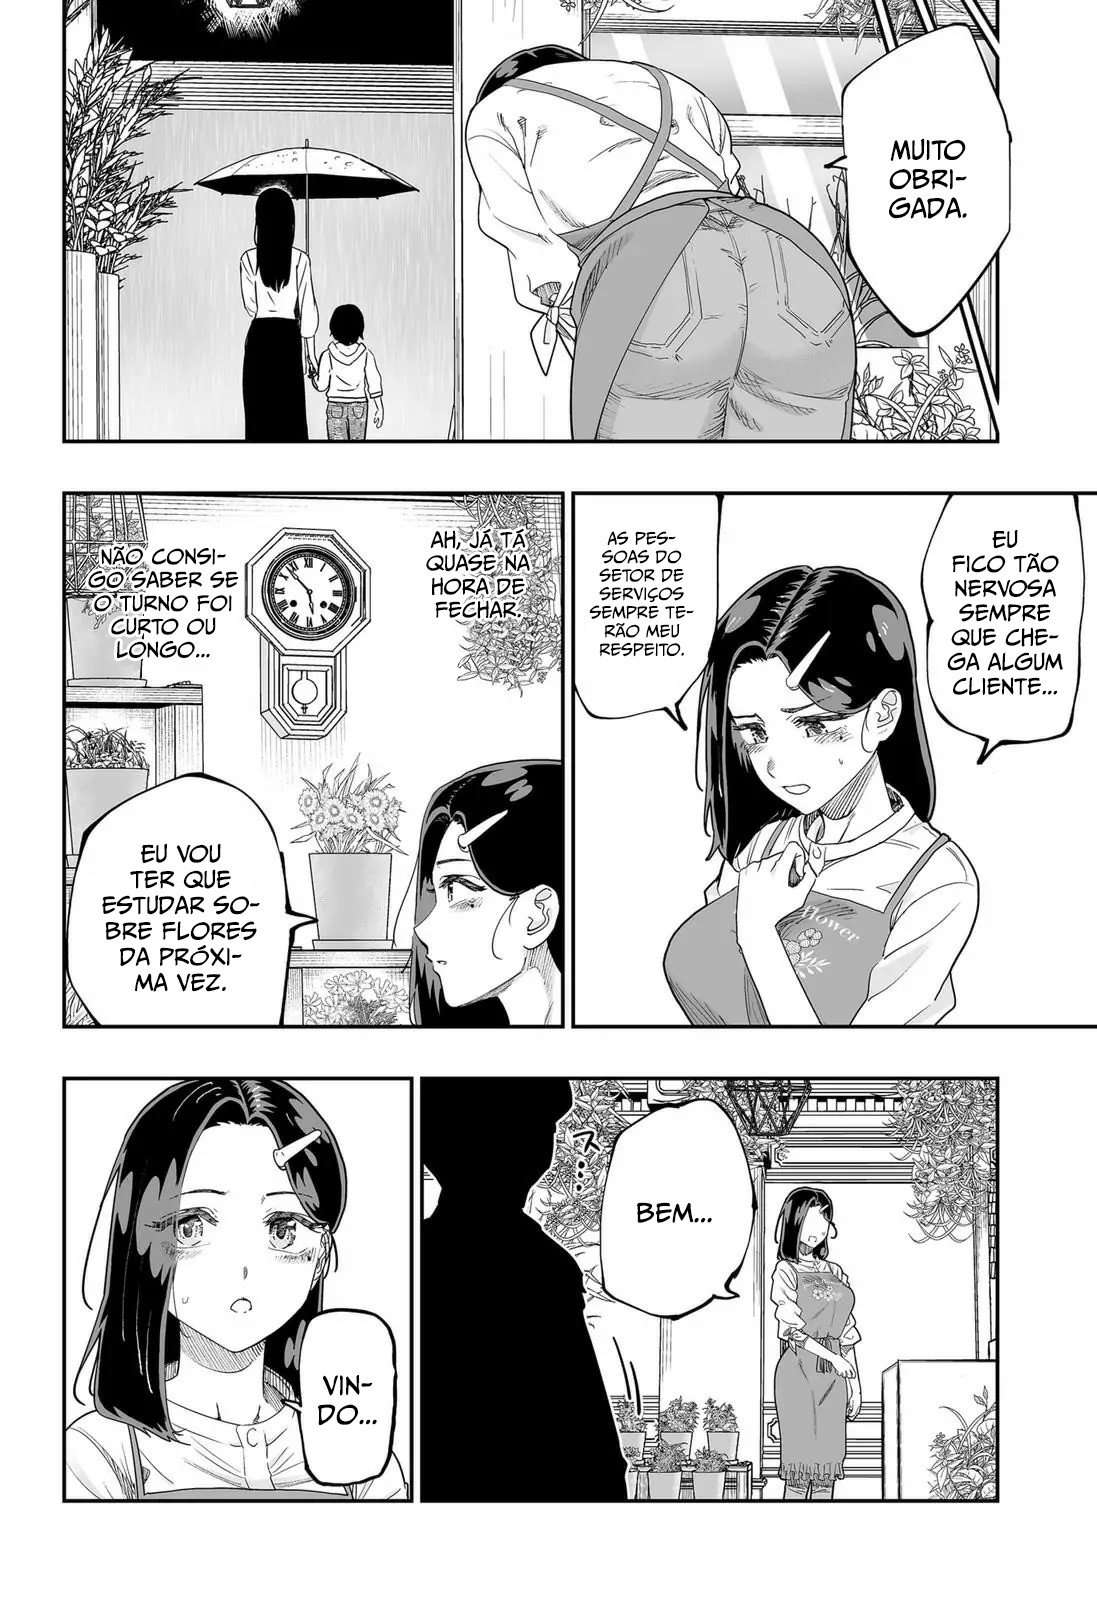 MUITO
OBRI-
GADA.
EU
FICO TÃO
NERVOSA
SEMPRE
QUE CHE-
GA ALGUM
CLIENTE...
AS PES-
SOAS DO
SETOR DE
SERVIÇOS
SEMPRE TE-
RÃO MEU
RESPEITO.
flower
AH, JÁ TÁ
QUASE NA
HORA DE
FECHAR.
NÃO CONSI-
GO SABER SE
O TURNO FOI
CURTO OU
LONGO...
EU VOU
TER QUE
ESTUDAR SO-
BRE FLORES
DA PRÓXI-
MA VEZ.
BEM...
ス…
VIN-
DO...